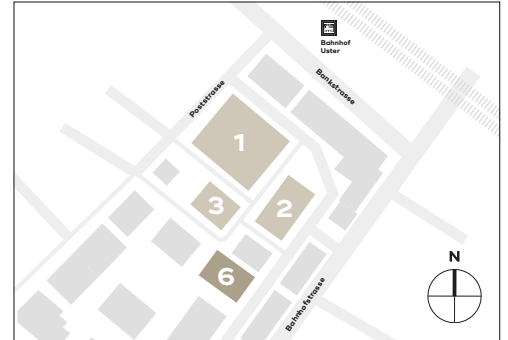 Bahnhof
Uster
Bankstrasse
Poststrasse
1
3
2
6
N
Bahnhofstrasse